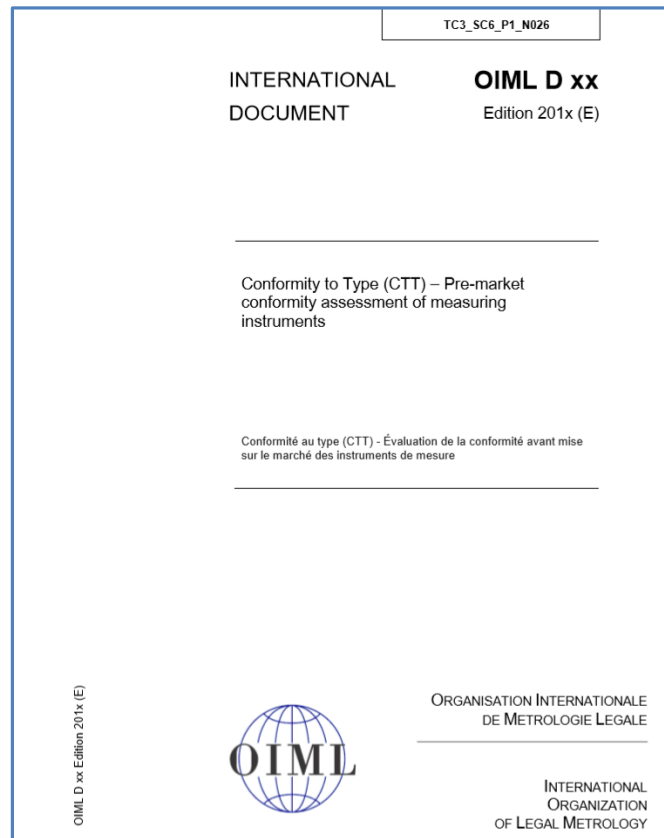 TC3_SC6_P1_N026
INTERNATIONAL
DOCUMENT
OIML D xx
Edition 201x (E)
Conformity to Type (CTT) – Pre-market
conformity assessment of measuring
instruments
Conformité au type (CTT) - Évaluation de la conformité avant mise
sur le marché des instruments de mesure
OIML D xx Edition 201x (E)
OIML
ORGANISATION INTERNATIONALE
DE METROLOGIE LEGALE
INTERNATIONAL
ORGANIZATION
OF LEGAL METROLOGY